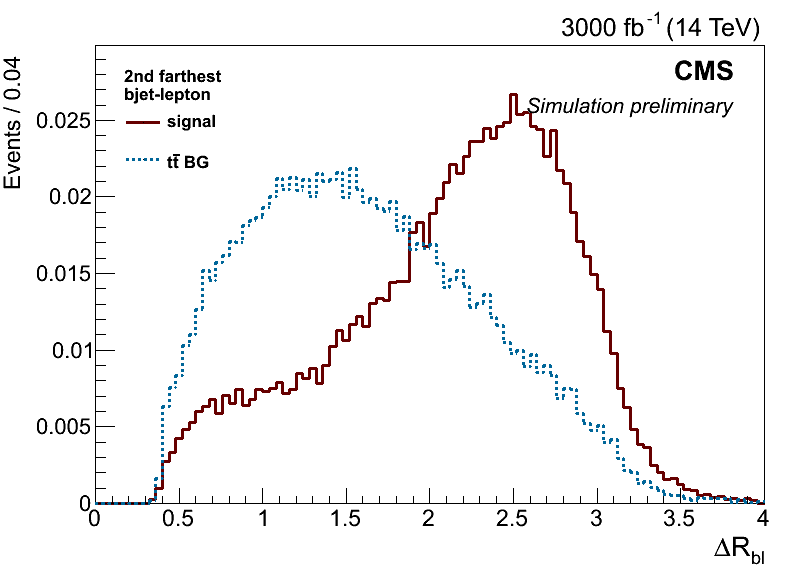 3000 fb⁻¹ (14 TeV)
Events / 0.04
CMS
Simulation preliminary
2nd farthest
bjet-lepton
signal
tt̄ BG
0.025
0.02
0.015
0.01
0.005
0
0 0.5 1 1.5 2 2.5 3 3.5 4
ΔR_bl